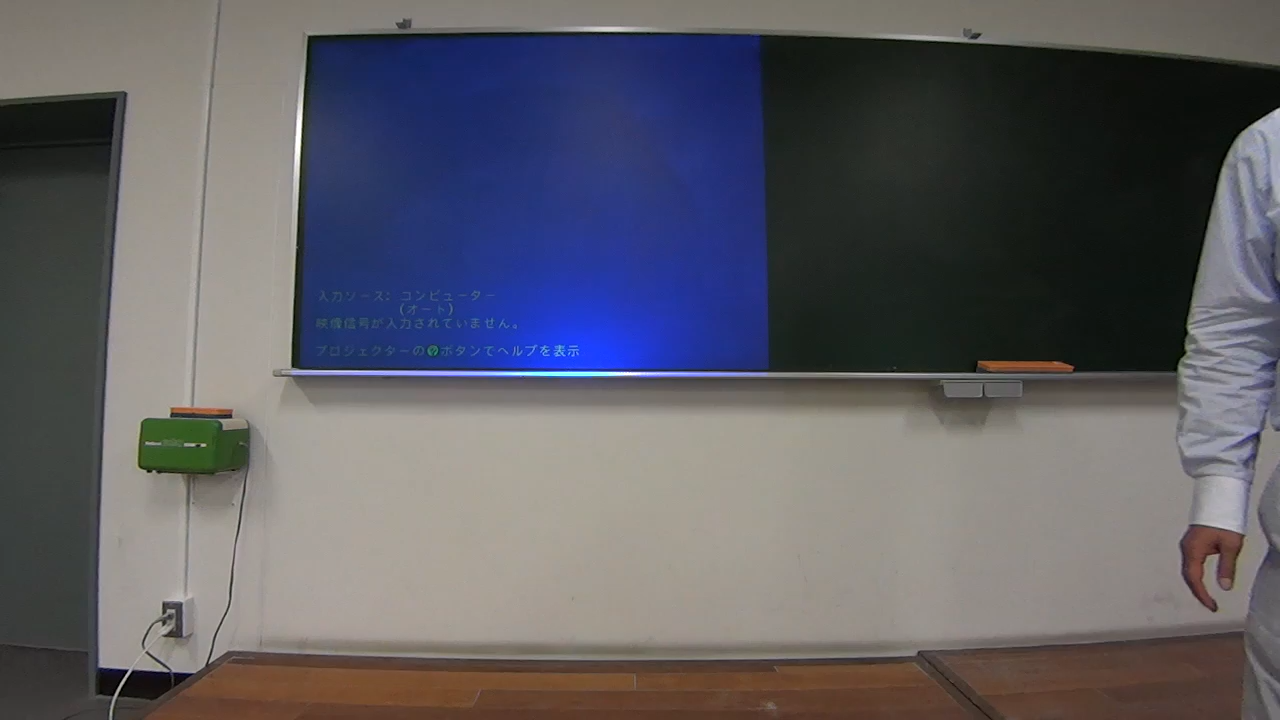 入力ソース: コンピューター
(オート)
映像信号が入力されていません。
プロジェクターの?ボタンでヘルプを表示